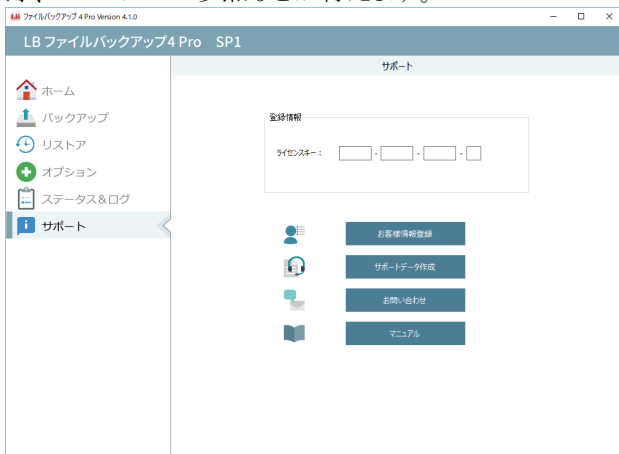 ファイルバックアップ 4 Pro Version 4.1.0
LB ファイルバックアップ4 Pro SP1
サポート
ホーム
バックアップ
リストア
オプション
ステータス＆ログ
サポート
登録情報
ライセンスキー：
- - -
お客様情報登録
サポートデータ作成
お問い合わせ
マニュアル